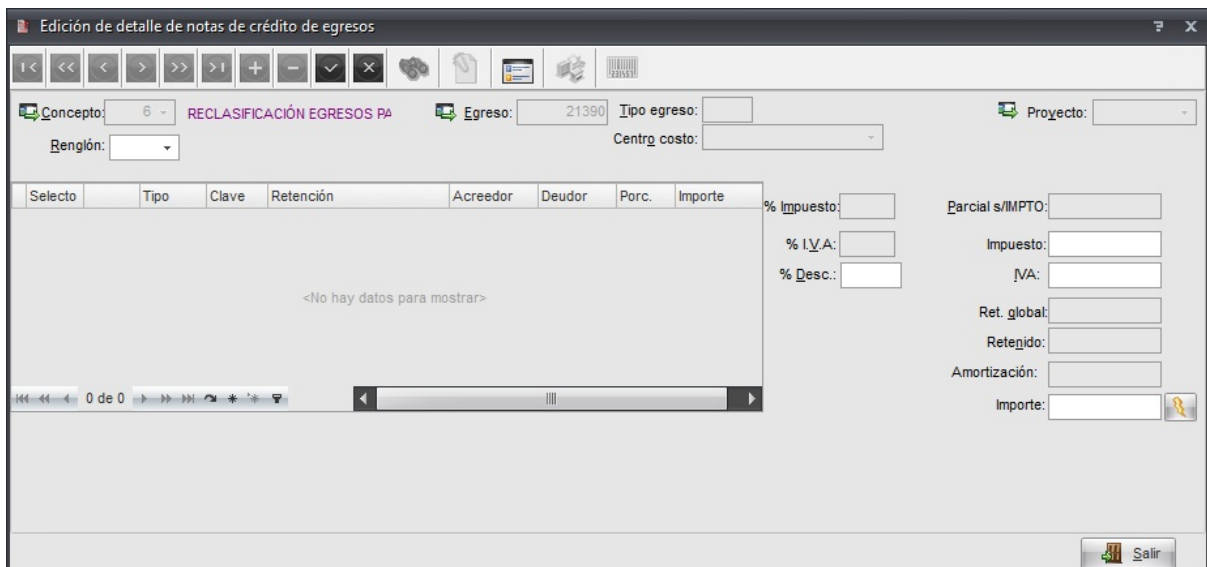 Edición de detalle de notas de crédito de egresos
Concepto: 6 RECLASIFICACIÓN EGRESOS PA Egreso: 21390 Tipo egreso: Proyecto:
Renglón: Centro costo:
Selecto Tipo Clave Retención Acreedor Deudor Porc. Importe
% Impuesto: Parcial s/IMPTO:
% I.V.A: Impuesto:
% Desc.: IVA:
<No hay datos para mostrar>
Ret. global:
Retenido:
Amortización:
0 de 0
Importe:
Salir